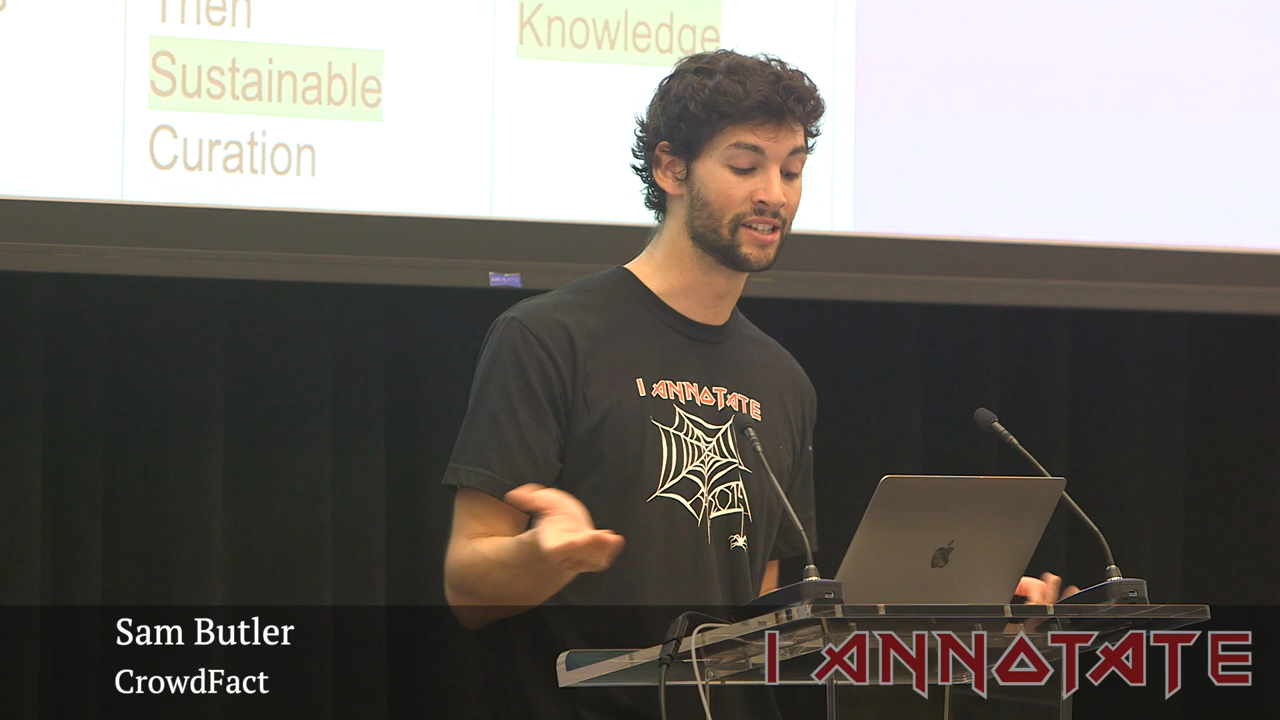 Then
Sustainable
Curation
Knowledge
I ANNOTATE
Sam Butler
CrowdFact
I ANNOTATE